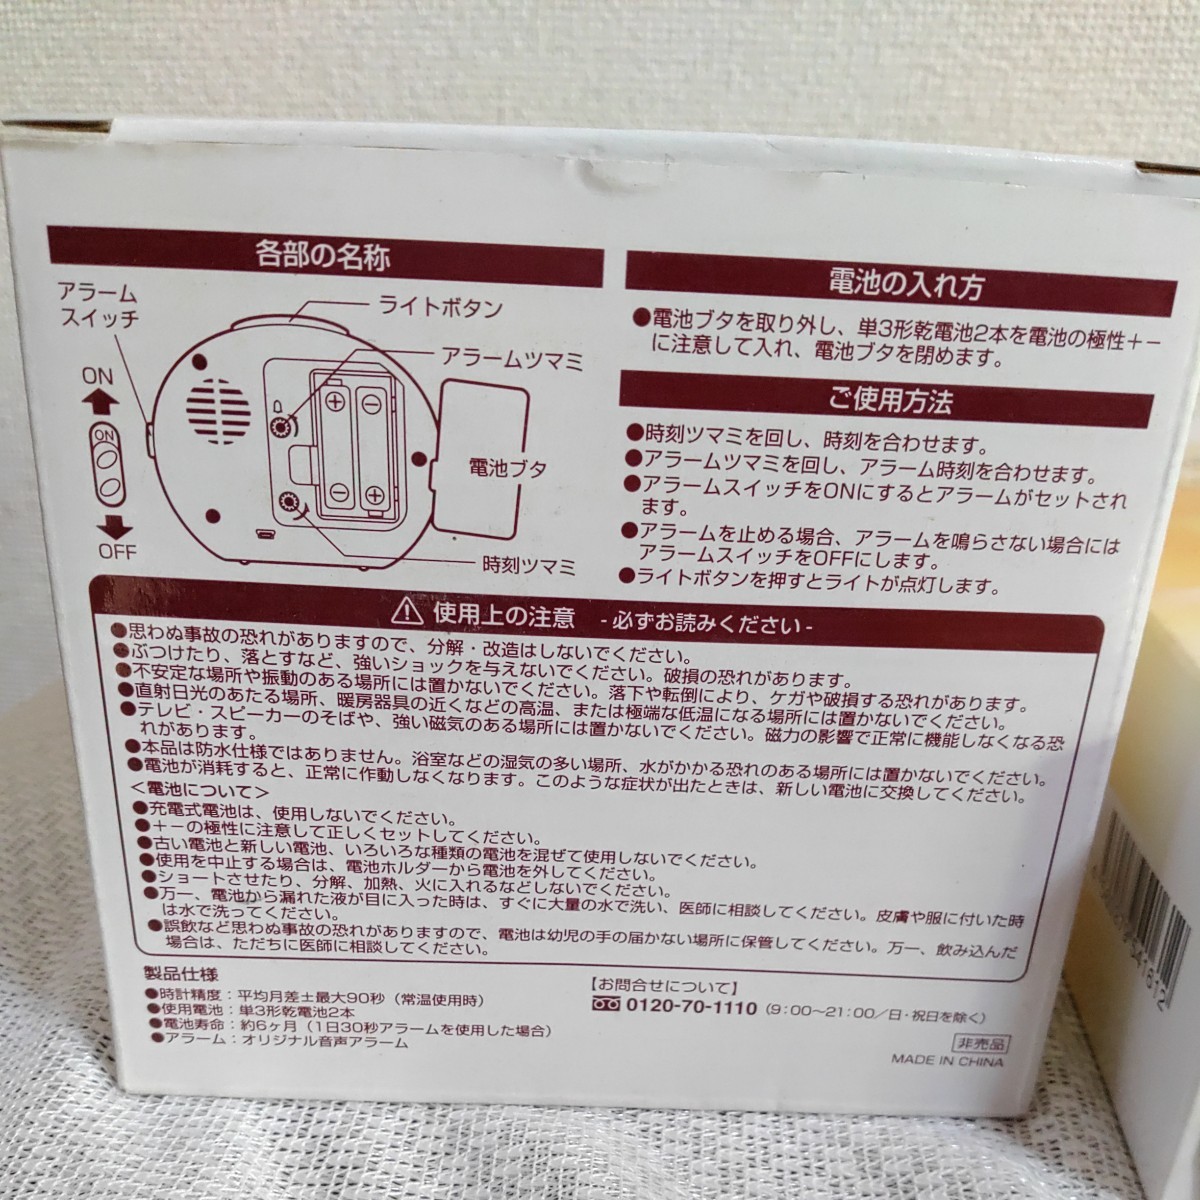 各部の名称
アラーム
スイッチ
ライトボタン
アラームツマミ
ON
ON
電池ブタ
OFF
時刻ツマミ
電池の入れ方
●電池ブタを取り外し、単3形乾電池2本を電池の極性＋－
に注意して入れ、電池ブタを閉めます。
ご使用方法
●時刻ツマミを回し、時刻を合わせます。
●アラームツマミを回し、アラーム時刻を合わせます。
●アラームスイッチをONにするとアラームがセットされ
ます。
●アラームを止める場合、アラームを鳴らさない場合には
アラームスイッチをOFFにします。
●ライトボタンを押すとライトが点灯します。
使用上の注意 -必ずお読みください-
●思わぬ事故の恐れがありますので、分解・改造はしないでください。
●ぶつけたり、落とすなど、強いショックを与えないでください。破損の恐れがあります。
●不安定な場所や振動のある場所には置かないでください。落下や転倒により、ケガや破損する恐れがあります。
●直射日光のあたる場所、暖房器具の近くなどの高温、または極端な低温になる場所には置かないでください。
●テレビ・スピーカーのそばや、強い磁気のある場所には置かないでください。磁力の影響で正常に機能しなくなる恐
れがあります。
●本品は防水仕様ではありません。浴室などの湿気の多い場所、水がかかる恐れのある場所には置かないでください。
●電池が消耗すると、正常に作動しなくなります。このような症状が出たときは、新しい電池に交換してください。
＜電池について＞
●充電式電池は、使用しないでください。
●＋－の極性に注意して正しくセットしてください。
●古い電池と新しい電池、いろいろな種類の電池を混ぜて使用しないでください。
●使用を中止する場合は、電池ホルダーから電池を外してください。
●ショートさせたり、分解、加熱、火に入れるなどしないでください。
●万一、電池から漏れた液が目に入った時は、すぐに大量の水で洗い、医師に相談してください。皮膚や服に付いた時
は水で洗ってください。
●誤飲など思わぬ事故の恐れがありますので、電池は幼児の手の届かない場所に保管してください。万一、飲み込んだ
場合は、ただちに医師に相談してください。
製品仕様
●時計精度：平均月差±最大90秒（常温使用時）
●使用電池：単3形乾電池2本
●電池寿命：約6ヶ月（1日30秒アラームを使用した場合）
●アラーム：オリジナル音声アラーム
【お問合せについて】
0120-70-1110（9:00～21:00／日・祝日を除く）
非売品
MADE IN CHINA